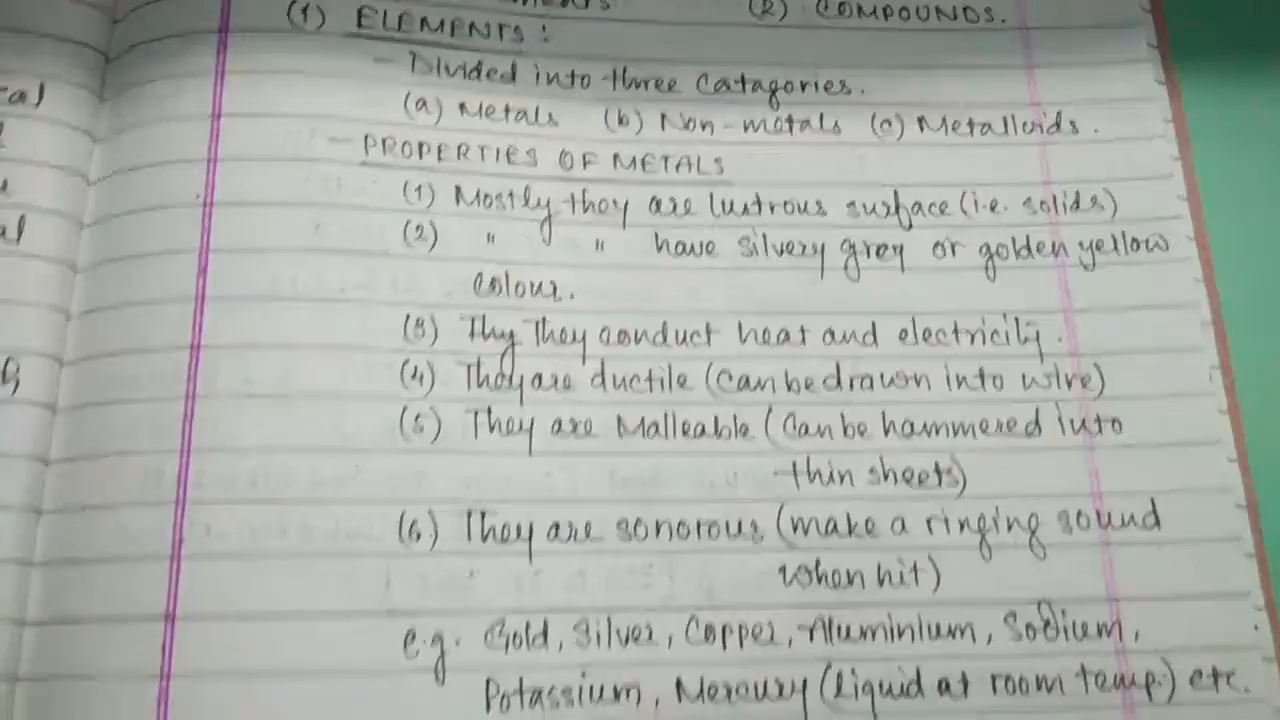 (2) COMPOUNDS.
(1) ELEMENTS :
- Divided into three Catagories.
(a) Metals (b) Non-metals (c) Metalloids.
- PROPERTIES OF METALS
(1) Mostly they are lustrous surface (i.e. solids)
(2) " " have silvery grey or golden yellow
colour.
(3) They conduct heat and electricity.
(4) They are ductile (Can be drawn into wire)
(5) They are Malleable (Can be hammered into
thin sheets)
(6) They are sonorous (make a ringing sound
when hit)
e.g. Gold, Silver, Copper, Aluminium, Sodium,
Potassium, Mercury (liquid at room temp.) etc.